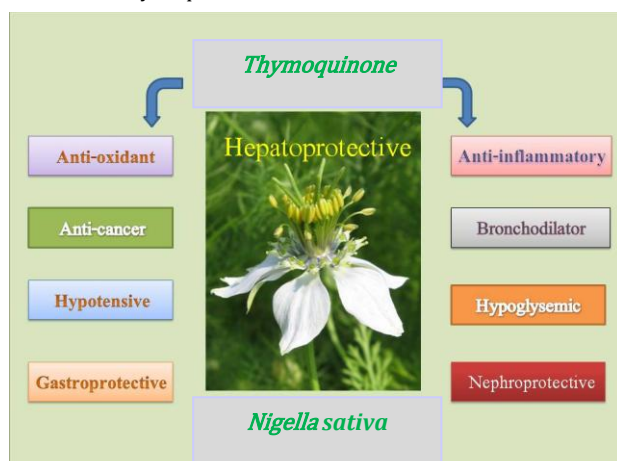 Thymoquinone
Hepatoprotective
Anti-oxidant
Anti-cancer
Hypotensive
Gastroprotective
Anti-inflammatory
Bronchodilator
Hypoglysemic
Nephroprotective
Nigella sativa